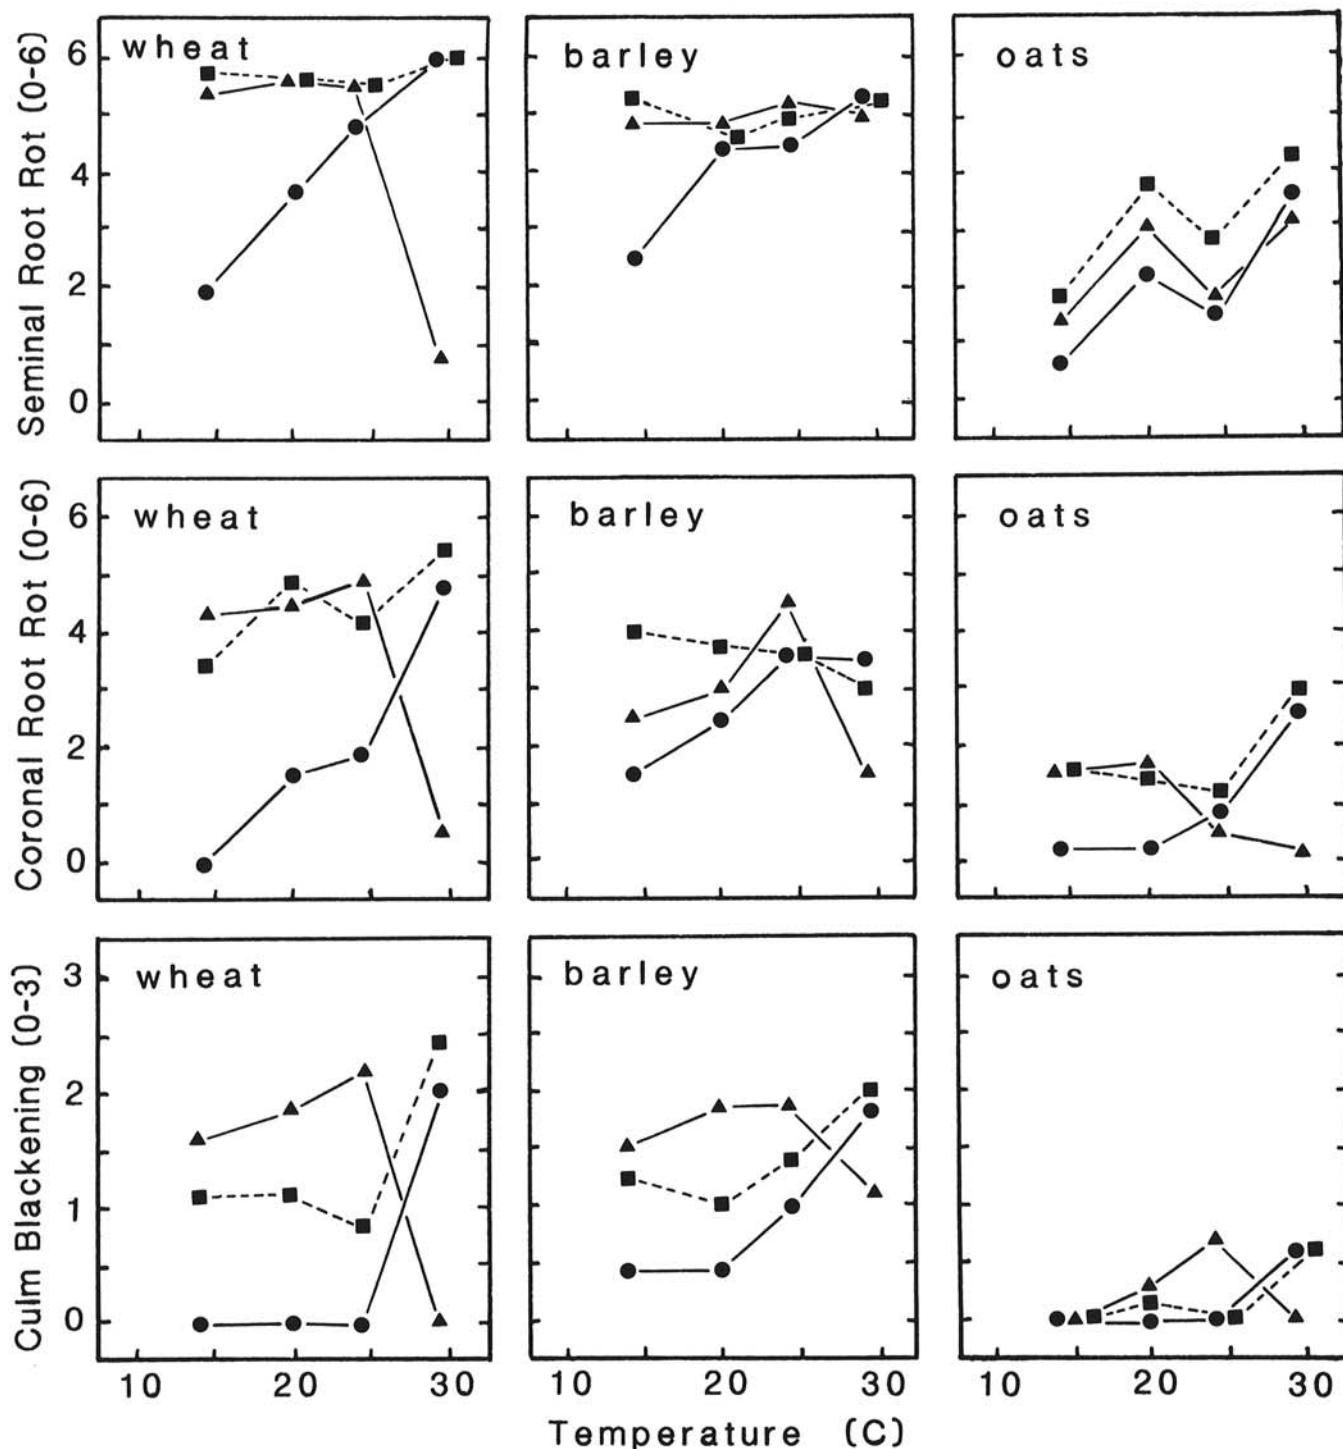 Seminal Root Rot (0-6)
6
4
2
0
wheat
barley
oats
Coronal Root Rot (0-6)
6
4
2
0
wheat
barley
oats
Culm Blackening (0-3)
3
2
1
0
wheat
barley
oats
10 20 30
10 20 30
10 20 30
Temperature (C)